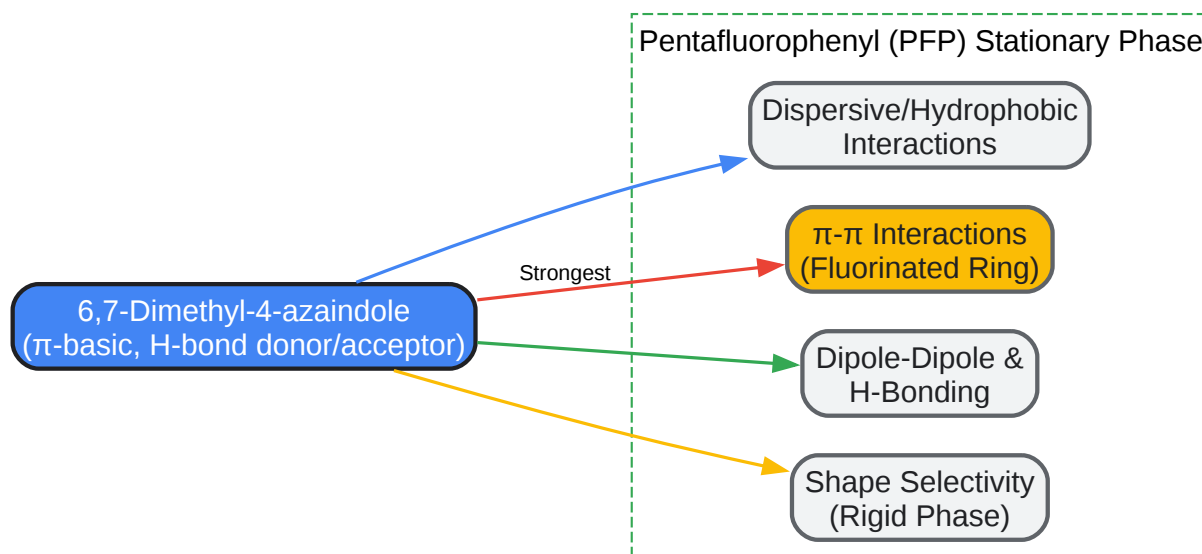 Pentafluorophenyl (PFP) Stationary Phase
Dispersive/Hydrophobic
Interactions
π-π Interactions
(Fluorinated Ring)
Strongest
6,7-Dimethyl-4-azaindole
(π-basic, H-bond donor/acceptor)
Dipole-Dipole &
H-Bonding
Shape Selectivity
(Rigid Phase)